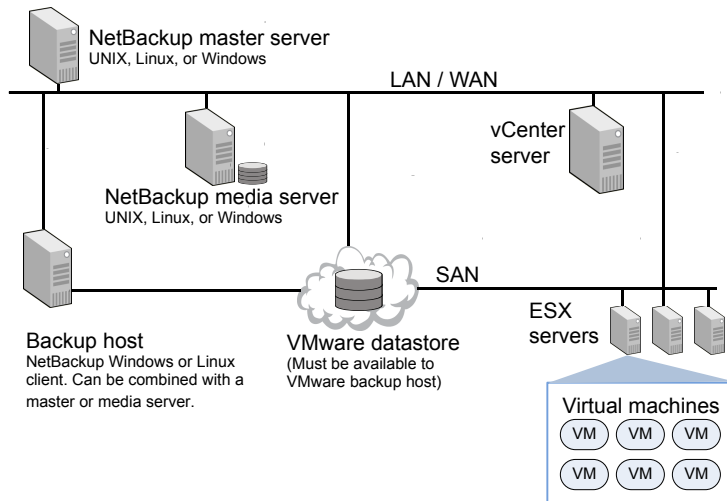 NetBackup master server
UNIX, Linux, or Windows
LAN / WAN
vCenter
server
NetBackup media server
UNIX, Linux, or Windows
SAN
Backup host
NetBackup Windows or Linux
client. Can be combined with a
master or media server.
VMware datastore
(Must be available to
VMware backup host)
ESX
servers
Virtual machines
VM VM VM
VM VM VM